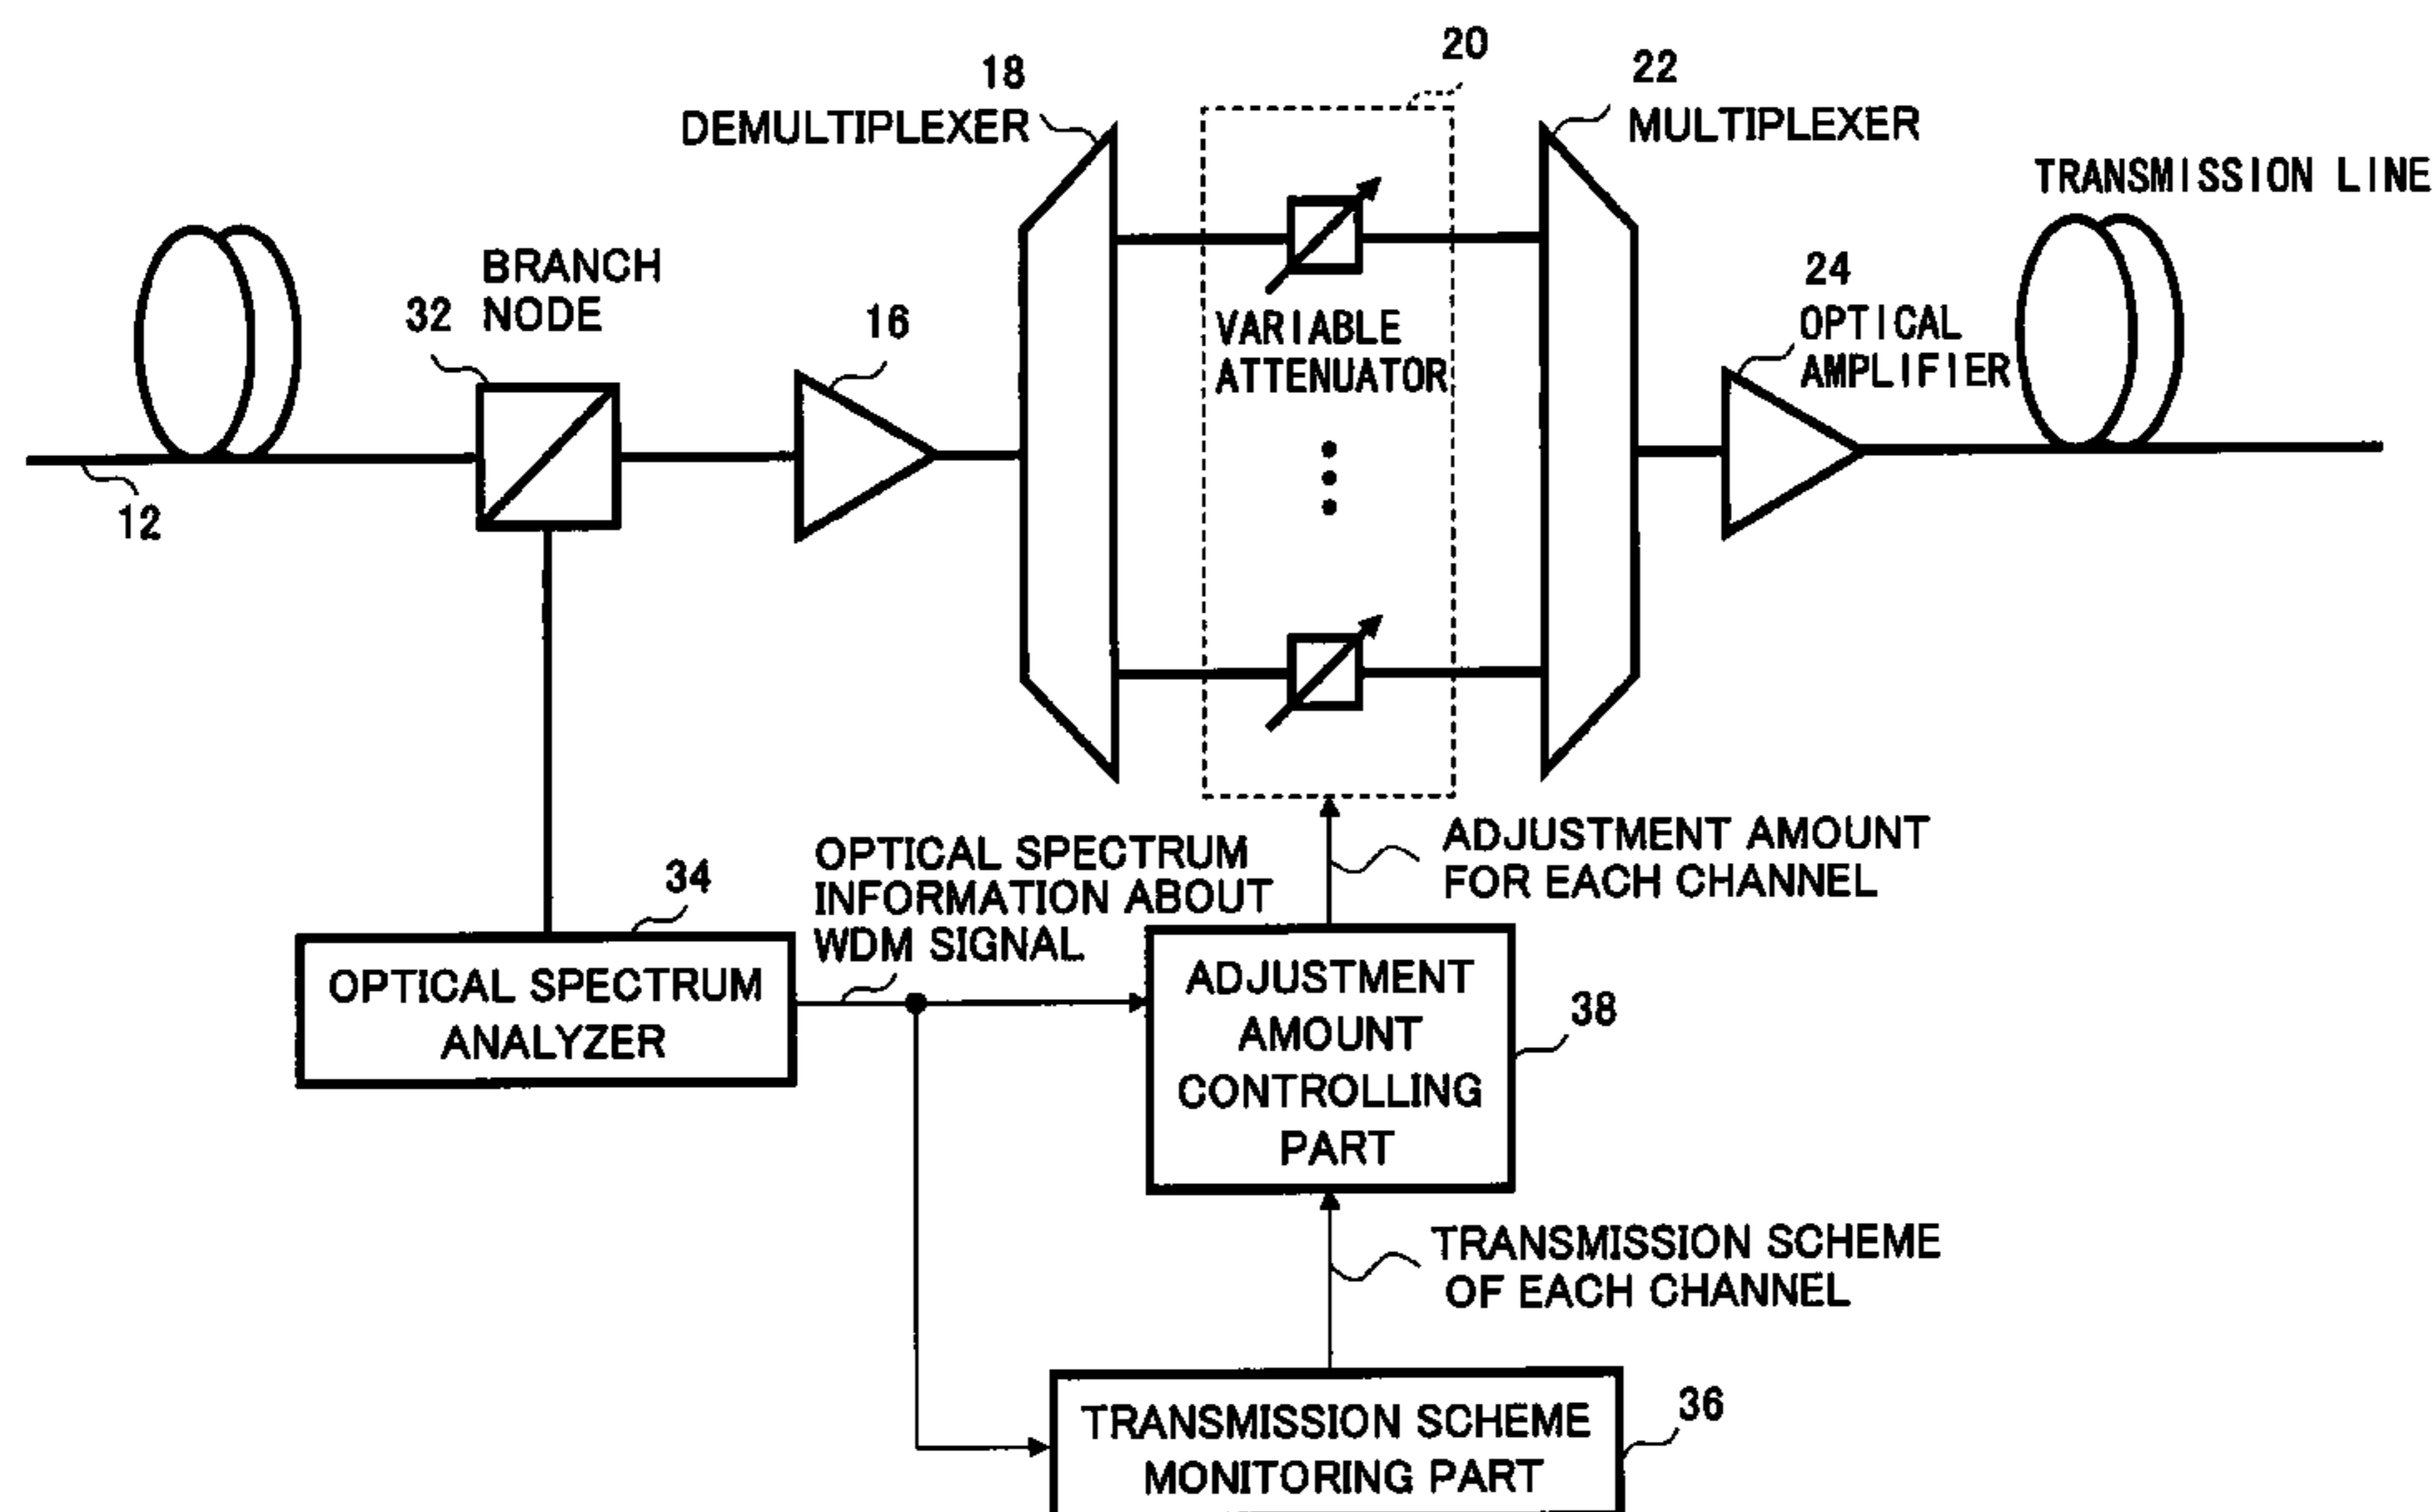 20
18
DEMULTIPLEXER
22
MULTIPLEXER
TRANSMISSION LINE
BRANCH
32 NODE
16
VARIABLE
ATTENUATOR
24
OPTICAL
AMPLIFIER
12
34
OPTICAL SPECTRUM
INFORMATION ABOUT
WDM SIGNAL
ADJUSTMENT AMOUNT
FOR EACH CHANNEL
OPTICAL SPECTRUM
ANALYZER
ADJUSTMENT
AMOUNT
CONTROLLING
PART
38
TRANSMISSION SCHEME
OF EACH CHANNEL
TRANSMISSION SCHEME
MONITORING PART
36